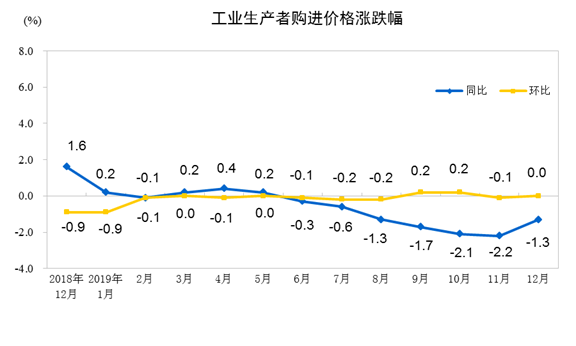 工业生产者购进价格涨跌幅
(%)
8.0
6.0
4.0
2.0
0.0
-2.0
-4.0
同比
环比
1.6
0.2
-0.1
0.2
0.4
0.2
-0.1
-0.2
-0.2
0.2
0.2
-0.1
0.0
-0.9
-0.9
-0.1
0.0
-0.1
0.0
-0.3
-0.6
-1.3
-1.7
-2.1
-2.2
-1.3
2018年
12月
2019年
1月
2月
3月
4月
5月
6月
7月
8月
9月
10月
11月
12月